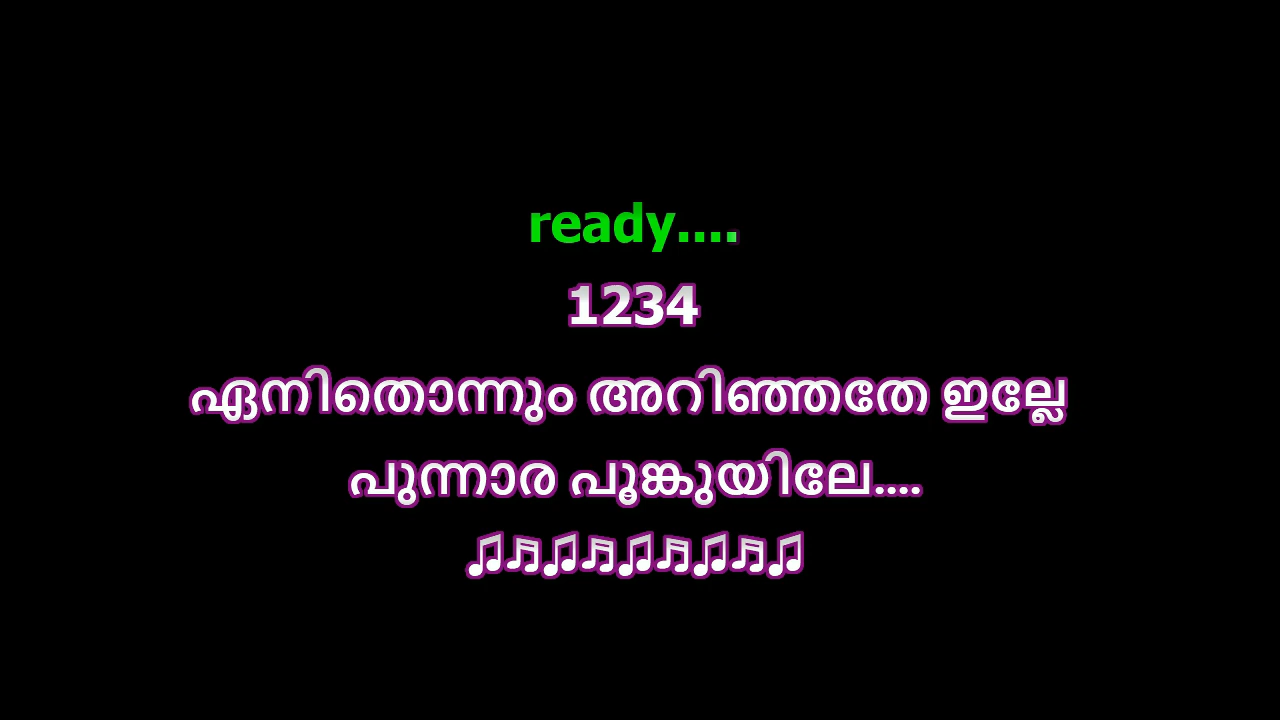 ready....
1234
ഏനിതൊന്നും അറിഞ്ഞതേ ഇല്ലേ
പുന്നാര പൂങ്കുയിലേ....
♫♬♫♬♫♬♫♬♫